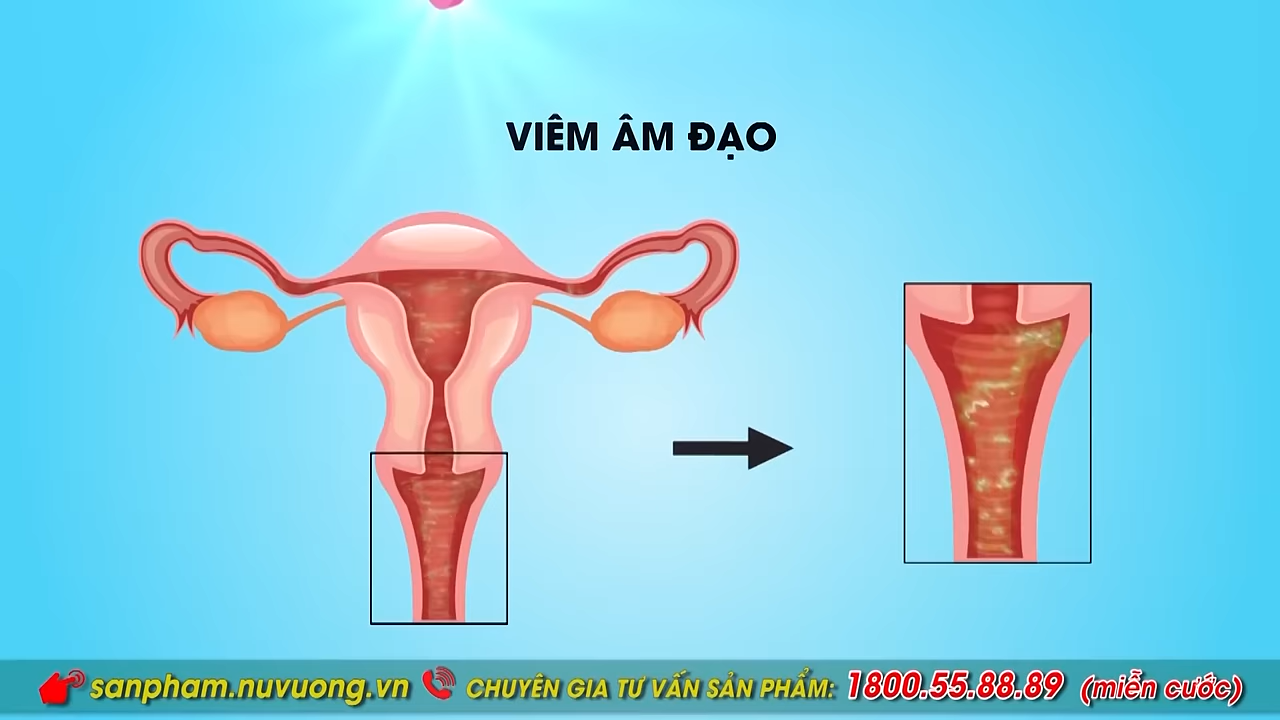 VIÊM ÂM ĐẠO
sanpham.nuvuong.vn CHUYÊN GIA TƯ VẤN SẢN PHẨM: 1800.55.88.89 (miễn cước)